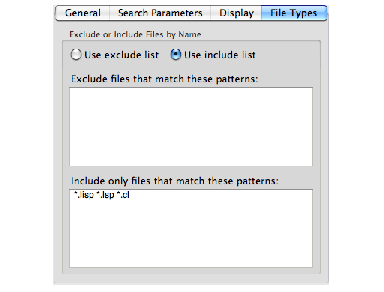 General Search Parameters Display File Types
Exclude or Include Files by Name
Use exclude list Use include list
Exclude files that match these patterns:
Include only files that match these patterns:
*.lisp *.lsp *.cl